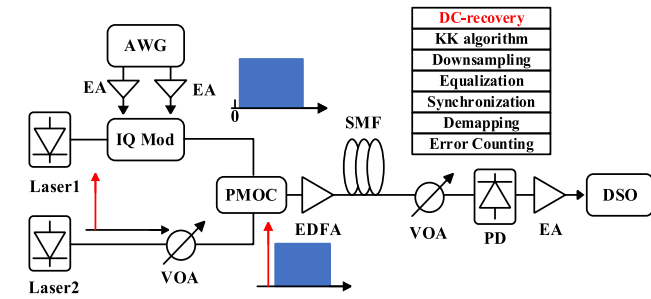 AWG
EA
EA
IQ Mod
Laser1
0
PMOC
Laser2
VOA
EDFA
SMF
VOA
PD
EA
DSO
DC-recovery
KK algorithm
Downsampling
Equalization
Synchronization
Demapping
Error Counting